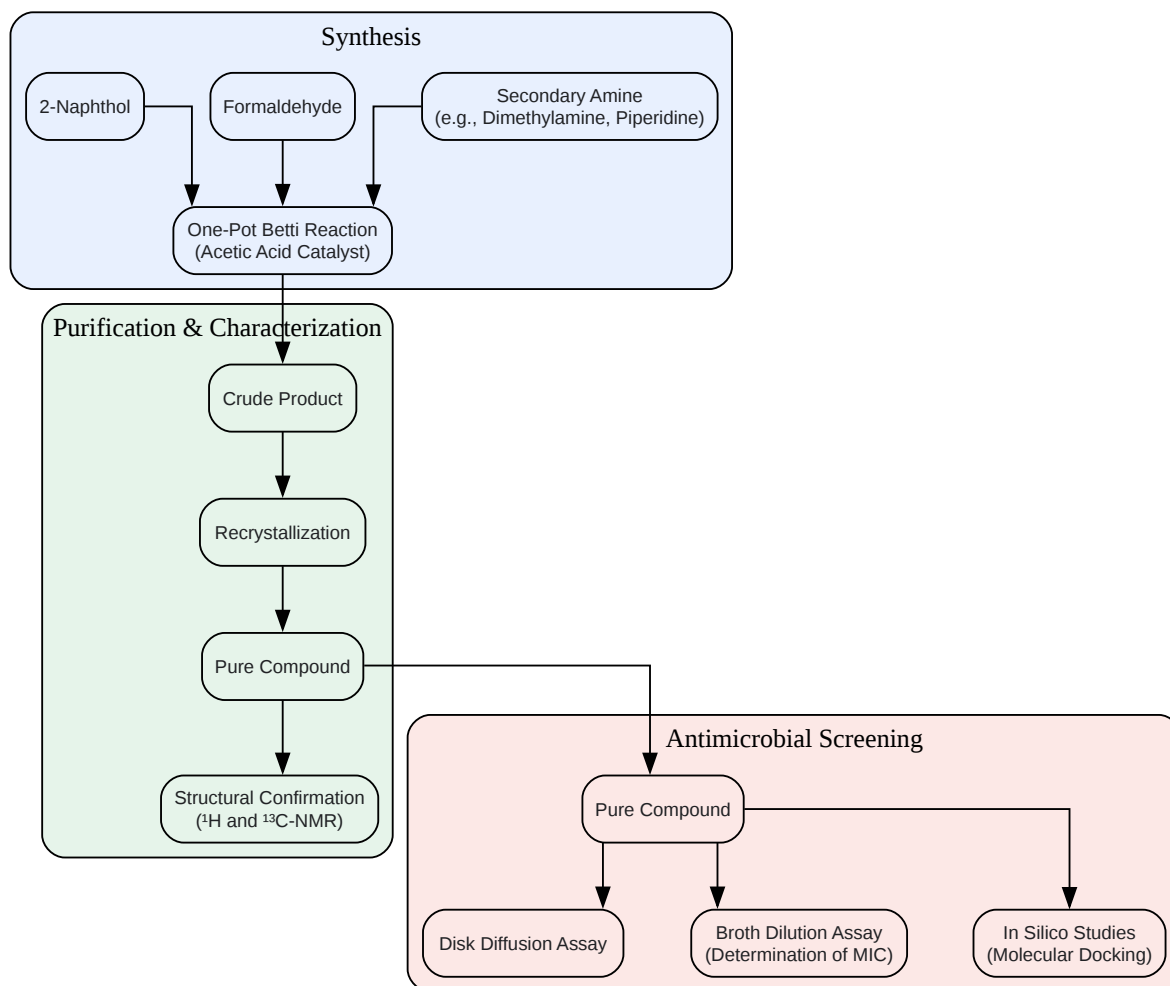 Synthesis
2-Naphthol
Formaldehyde
Secondary Amine
(e.g., Dimethylamine, Piperidine)
One-Pot Betti Reaction
(Acetic Acid Catalyst)
Purification & Characterization
Crude Product
Recrystallization
Pure Compound
Structural Confirmation
(¹H and ¹³C-NMR)
Antimicrobial Screening
Pure Compound
Disk Diffusion Assay
Broth Dilution Assay
(Determination of MIC)
In Silico Studies
(Molecular Docking)